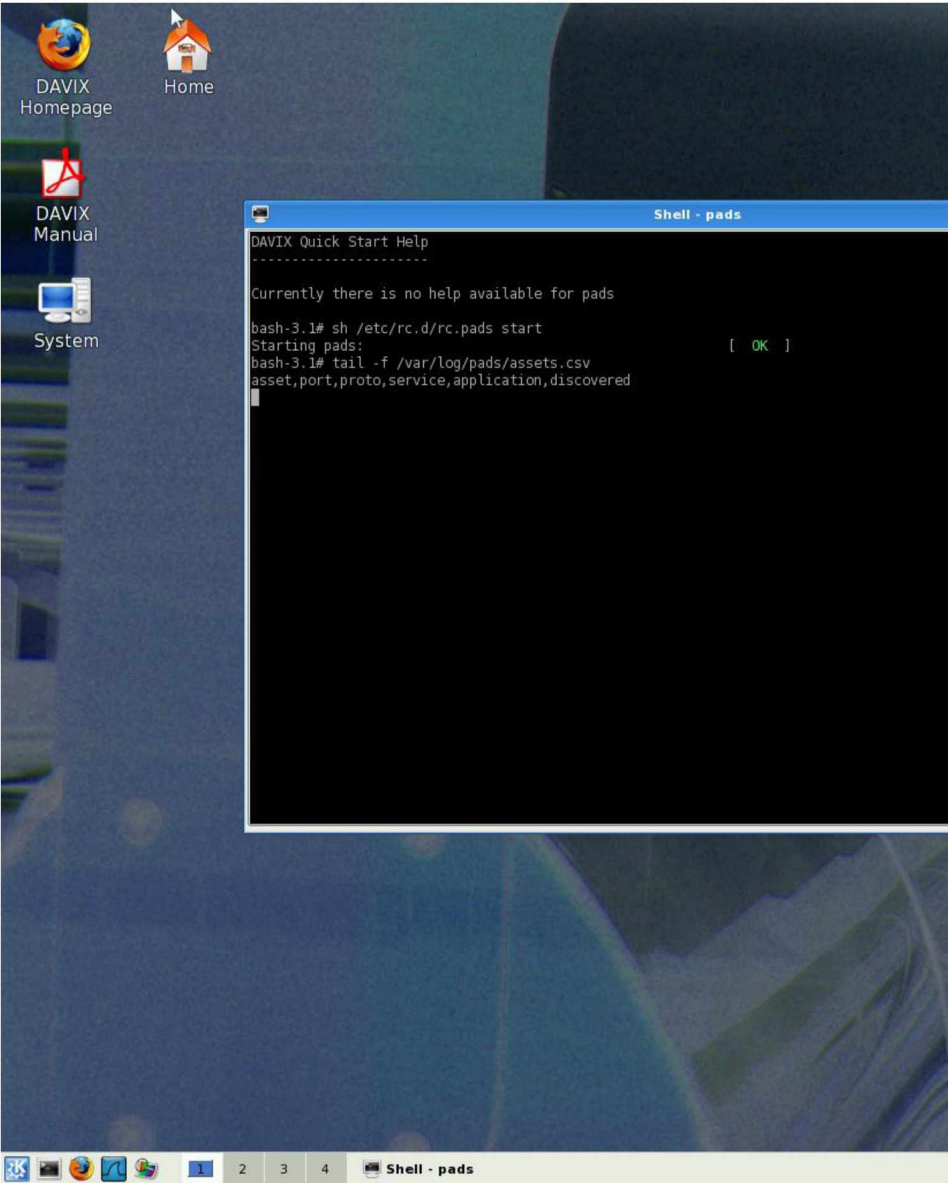 DAVIX
Homepage
Home
DAVIX
Manual
System
Shell - pads
DAVIX Quick Start Help
----------------------
Currently there is no help available for pads
bash-3.1# sh /etc/rc.d/rc.pads start
Starting pads: [ OK ]
bash-3.1# tail -f /var/log/pads/assets.csv
asset,port,proto,service,application,discovered
1 2 3 4 Shell - pads